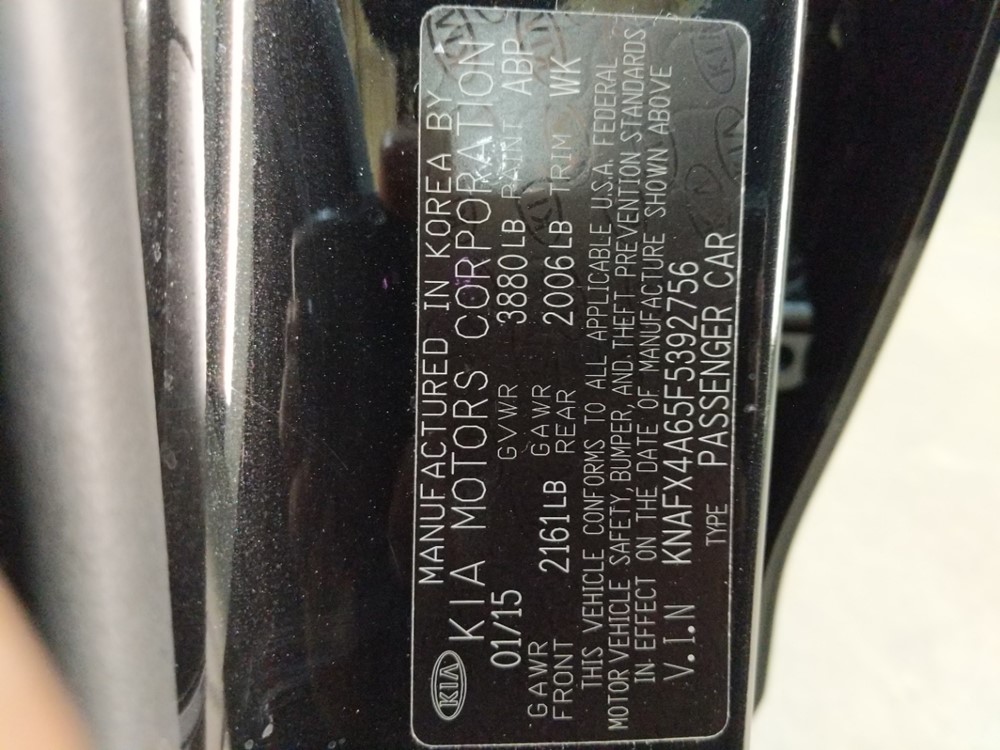 KIA
MANUFACTURED IN KOREA BY
KIA MOTORS CORPORATION
01/15 GVWR 3880LB PAINT ABP
GAWR FRONT 2161LB GAWR REAR 2006LB TRIM WK
THIS VEHICLE CONFORMS TO ALL APPLICABLE U.S.A. FEDERAL
MOTOR VEHICLE SAFETY, BUMPER, AND THEFT PREVENTION STANDARDS
IN EFFECT ON THE DATE OF MANUFACTURE SHOWN ABOVE
V.I.N KNAFX4A65F5392756
TYPE PASSENGER CAR